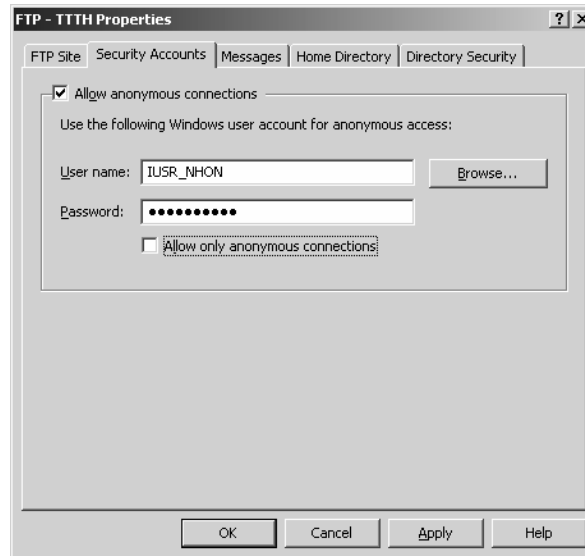 FTP - TTTH Properties
FTP Site Security Accounts Messages Home Directory Directory Security
Allow anonymous connections
Use the following Windows user account for anonymous access:
User name: IUSR_NHON Browse...
Password: ●●●●●●●●●●
Allow only anonymous connections
OK Cancel Apply Help